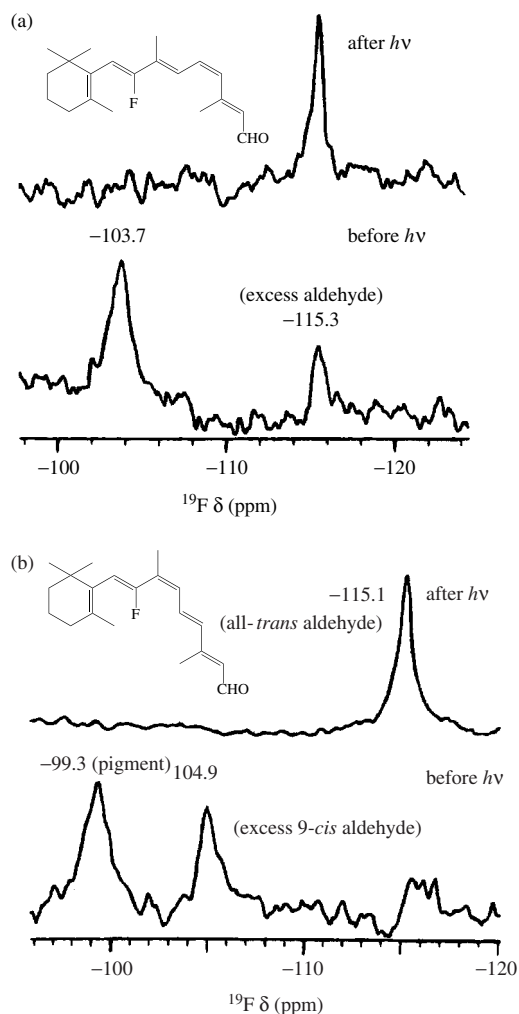 (a)
after hν
F
CHO
−103.7
before hν
(excess aldehyde)
−115.3
−100
−110
−120
¹⁹F δ (ppm)
(b)
−115.1
after hν
F
(all-trans aldehyde)
CHO
−99.3 (pigment)
104.9
before hν
(excess 9-cis aldehyde)
−100
−110
−120
¹⁹F δ (ppm)